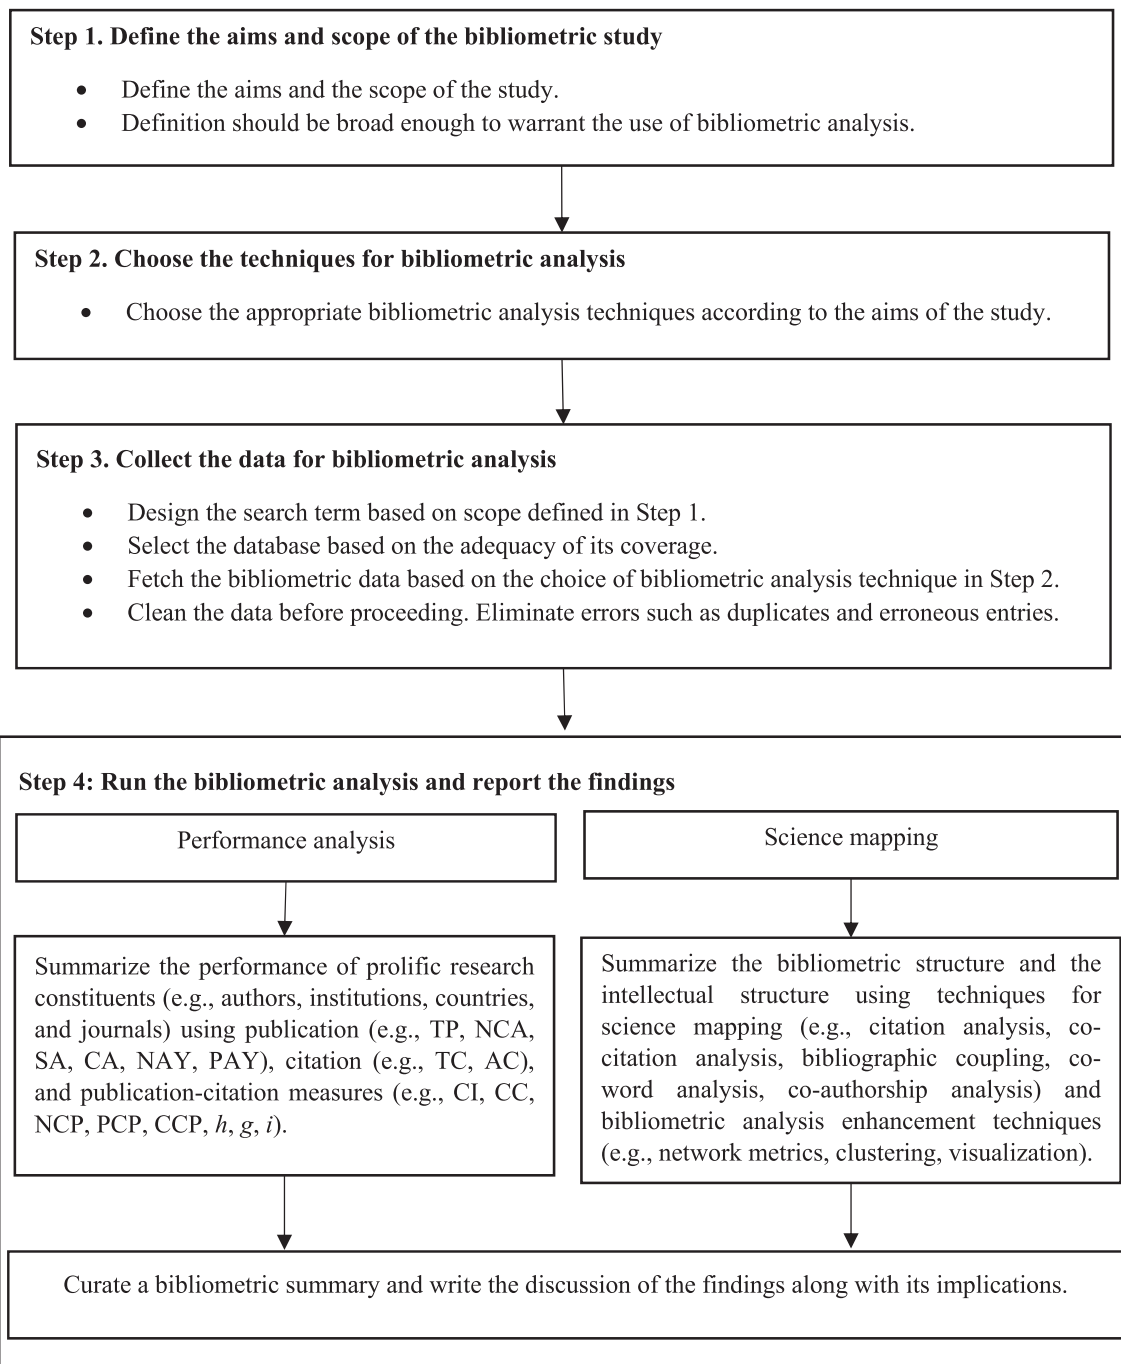 Step 1. Define the aims and scope of the bibliometric study
• Define the aims and the scope of the study.
• Definition should be broad enough to warrant the use of bibliometric analysis.
Step 2. Choose the techniques for bibliometric analysis
• Choose the appropriate bibliometric analysis techniques according to the aims of the study.
Step 3. Collect the data for bibliometric analysis
• Design the search term based on scope defined in Step 1.
• Select the database based on the adequacy of its coverage.
• Fetch the bibliometric data based on the choice of bibliometric analysis technique in Step 2.
• Clean the data before proceeding. Eliminate errors such as duplicates and erroneous entries.
Step 4: Run the bibliometric analysis and report the findings
Performance analysis
Summarize the performance of prolific research
constituents (e.g., authors, institutions, countries,
and journals) using publication (e.g., TP, NCA,
SA, CA, NAY, PAY), citation (e.g., TC, AC),
and publication-citation measures (e.g., CI, CC,
NCP, PCP, CCP, h, g, i).
Science mapping
Summarize the bibliometric structure and the
intellectual structure using techniques for
science mapping (e.g., citation analysis, co-
citation analysis, bibliographic coupling, co-
word analysis, co-authorship analysis) and
bibliometric analysis enhancement techniques
(e.g., network metrics, clustering, visualization).
Curate a bibliometric summary and write the discussion of the findings along with its implications.